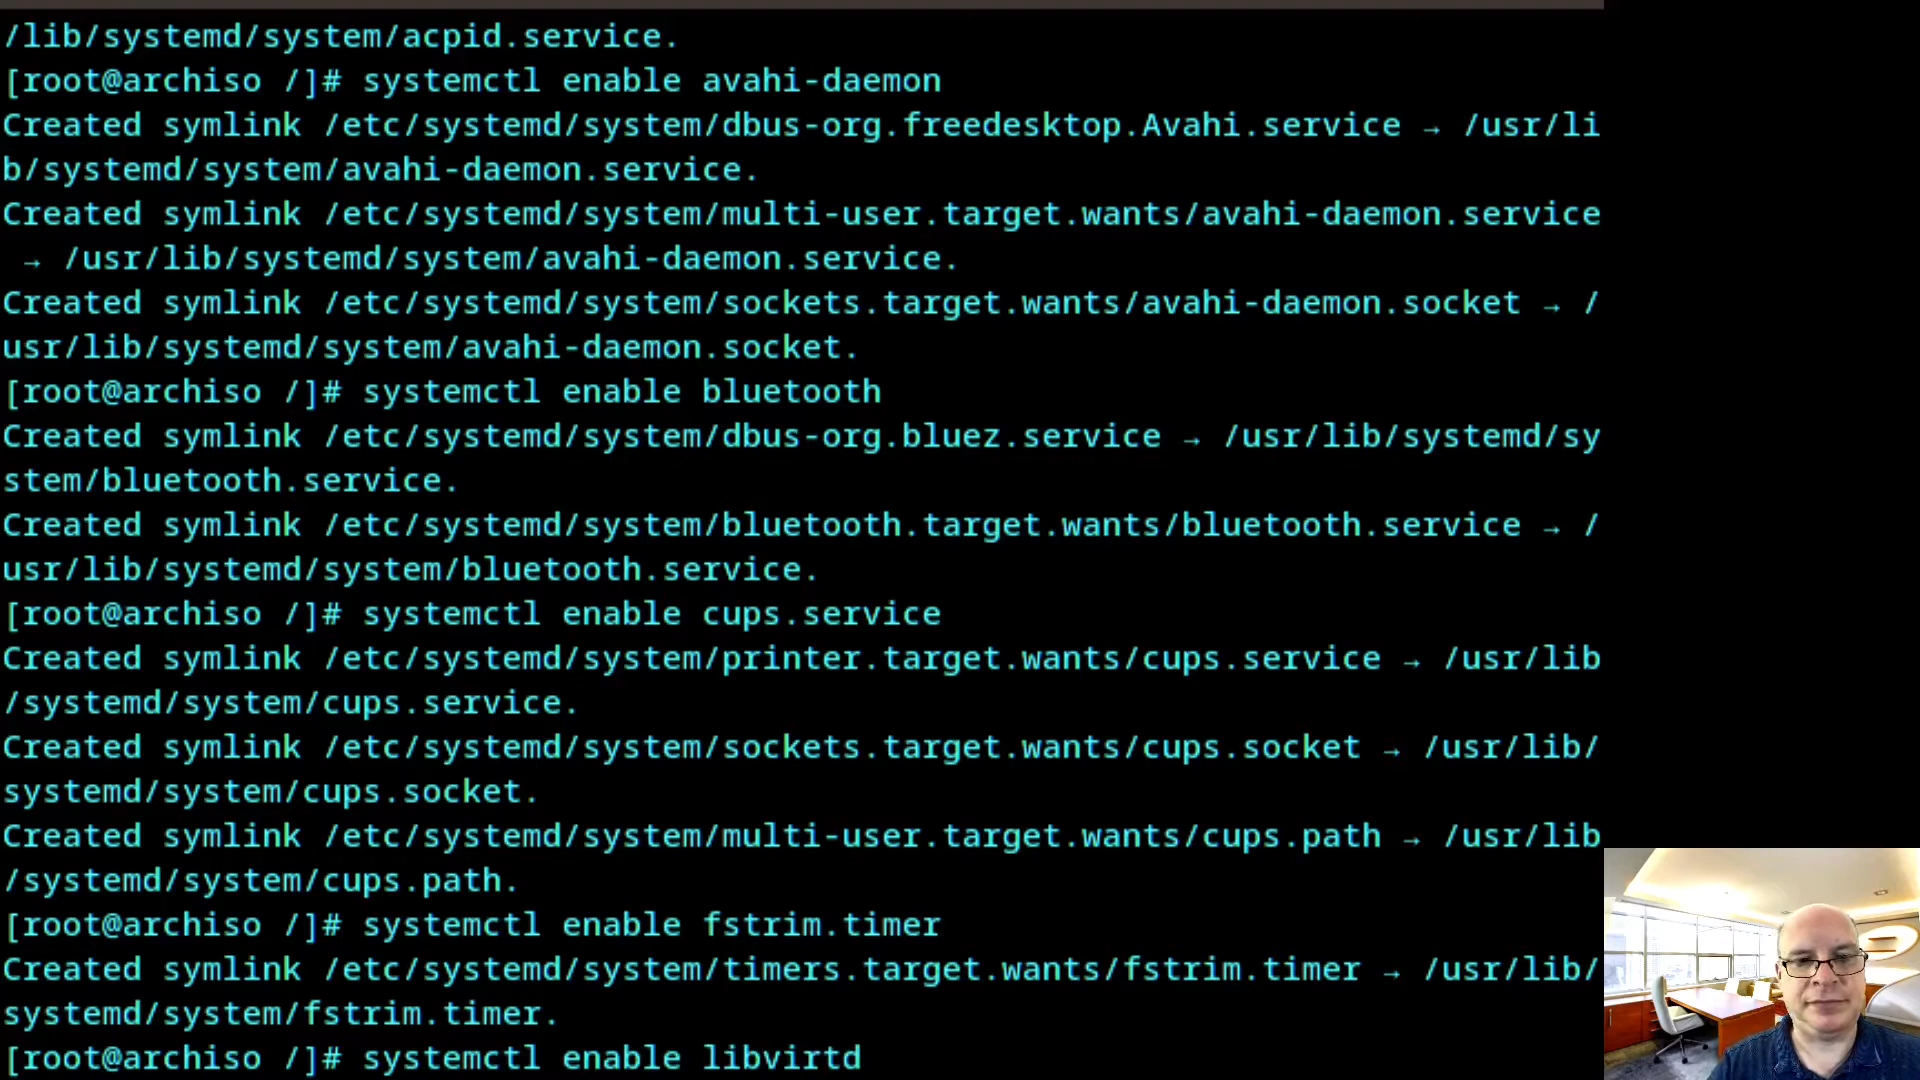 /lib/systemd/system/acpid.service.
[root@archiso /]# systemctl enable avahi-daemon
Created symlink /etc/systemd/system/dbus-org.freedesktop.Avahi.service → /usr/li
b/systemd/system/avahi-daemon.service.
Created symlink /etc/systemd/system/multi-user.target.wants/avahi-daemon.service
 → /usr/lib/systemd/system/avahi-daemon.service.
Created symlink /etc/systemd/system/sockets.target.wants/avahi-daemon.socket → /
usr/lib/systemd/system/avahi-daemon.socket.
[root@archiso /]# systemctl enable bluetooth
Created symlink /etc/systemd/system/dbus-org.bluez.service → /usr/lib/systemd/sy
stem/bluetooth.service.
Created symlink /etc/systemd/system/bluetooth.target.wants/bluetooth.service → /
usr/lib/systemd/system/bluetooth.service.
[root@archiso /]# systemctl enable cups.service
Created symlink /etc/systemd/system/printer.target.wants/cups.service → /usr/lib
/systemd/system/cups.service.
Created symlink /etc/systemd/system/sockets.target.wants/cups.socket → /usr/lib/
systemd/system/cups.socket.
Created symlink /etc/systemd/system/multi-user.target.wants/cups.path → /usr/lib
/systemd/system/cups.path.
[root@archiso /]# systemctl enable fstrim.timer
Created symlink /etc/systemd/system/timers.target.wants/fstrim.timer → /usr/lib/
systemd/system/fstrim.timer.
[root@archiso /]# systemctl enable libvirtd